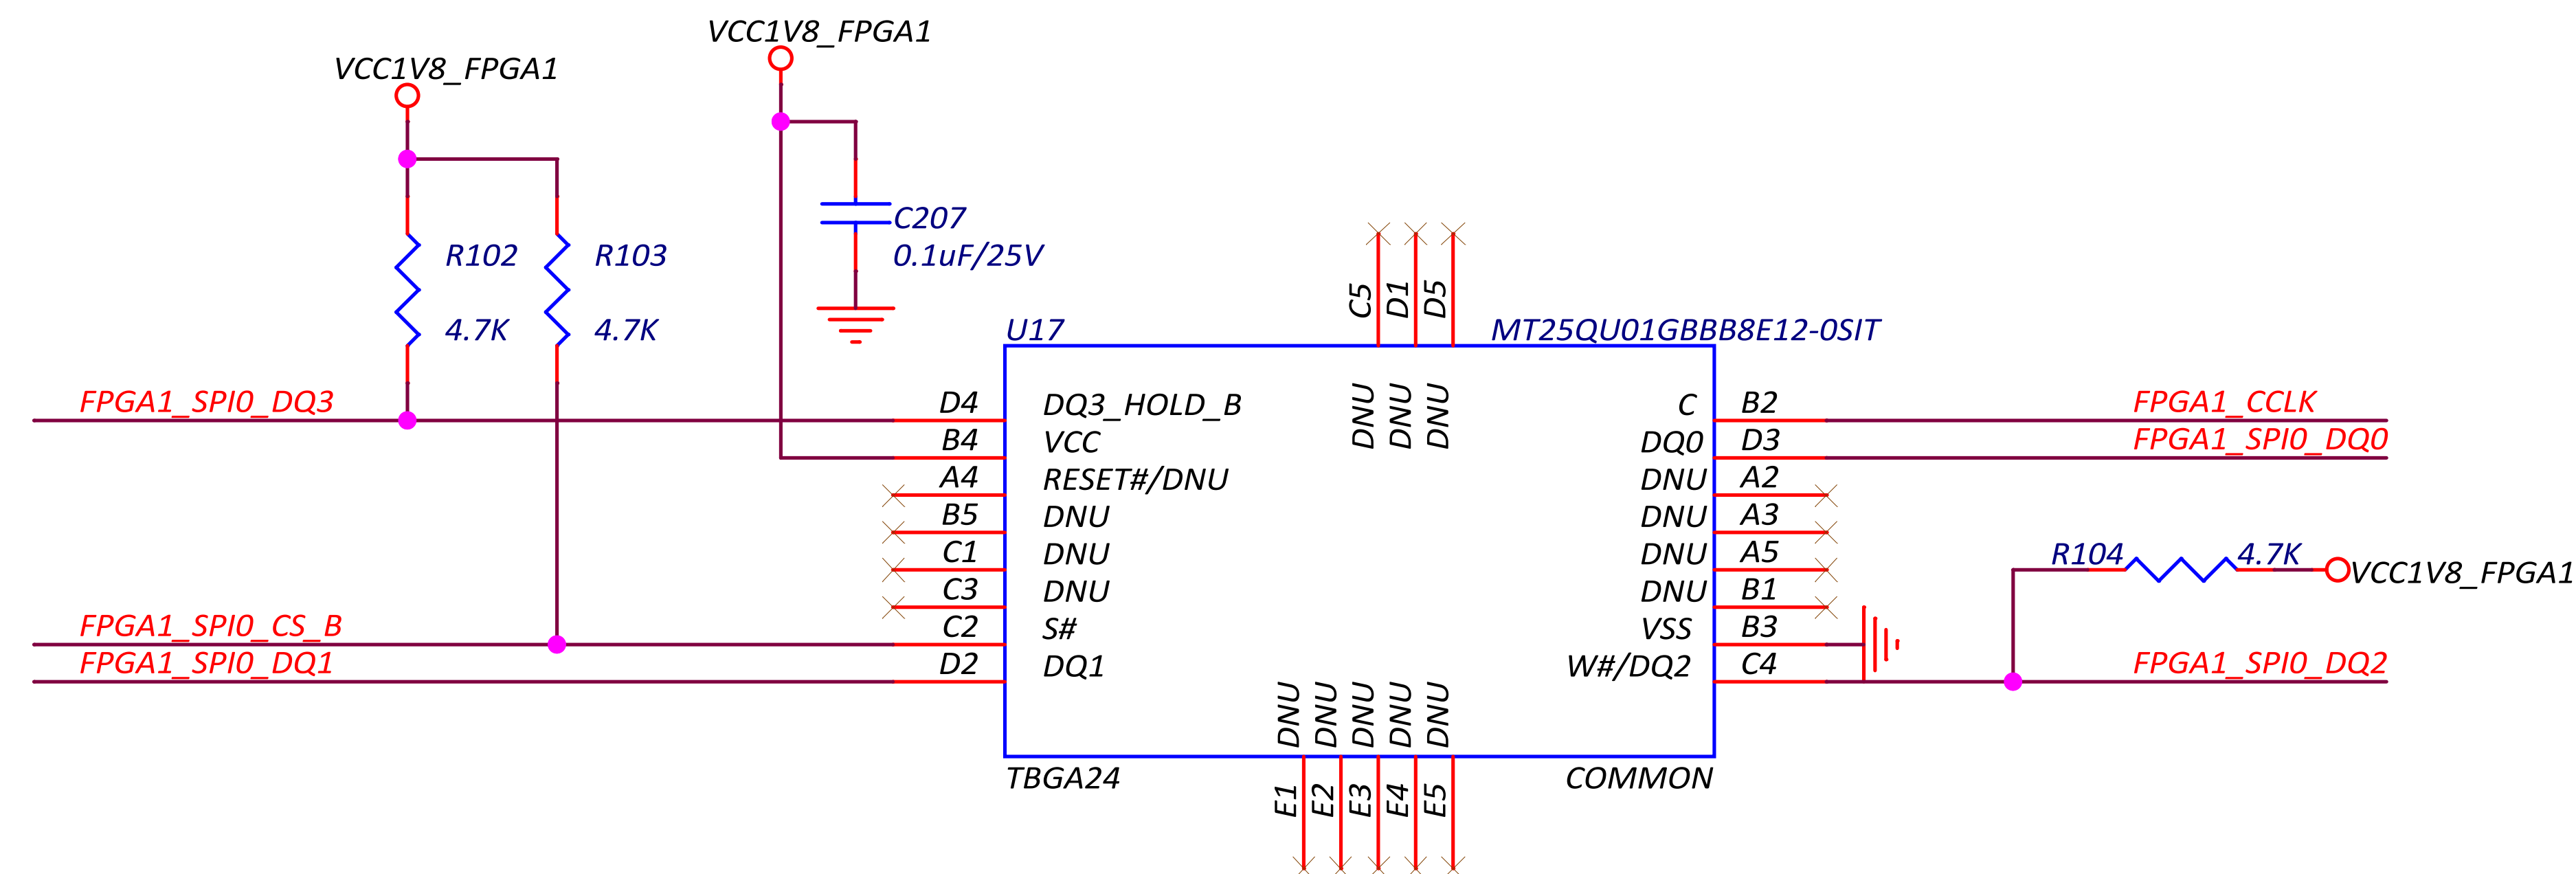 VCC1V8_FPGA1
VCC1V8_FPGA1
R102
4.7K
R103
4.7K
C207
0.1uF/25V
C5
D1
D5
U17
MT25QU01GBBB8E12-0SIT
FPGA1_SPI0_DQ3
D4
DQ3_HOLD_B
DNU
DNU
DNU
C
B2
FPGA1_CCLK
B4
VCC
DQ0
D3
FPGA1_SPI0_DQ0
A4
RESET#/DNU
DNU
A2
B5
DNU
DNU
A3
C1
DNU
DNU
A5
R104
4.7K
VCC1V8_FPGA1
C3
DNU
DNU
B1
FPGA1_SPI0_CS_B
C2
S#
VSS
B3
FPGA1_SPI0_DQ1
D2
DQ1
W#/DQ2
C4
FPGA1_SPI0_DQ2
DNU
DNU
DNU
DNU
DNU
TBGA24
COMMON
E1
E2
E3
E4
E5